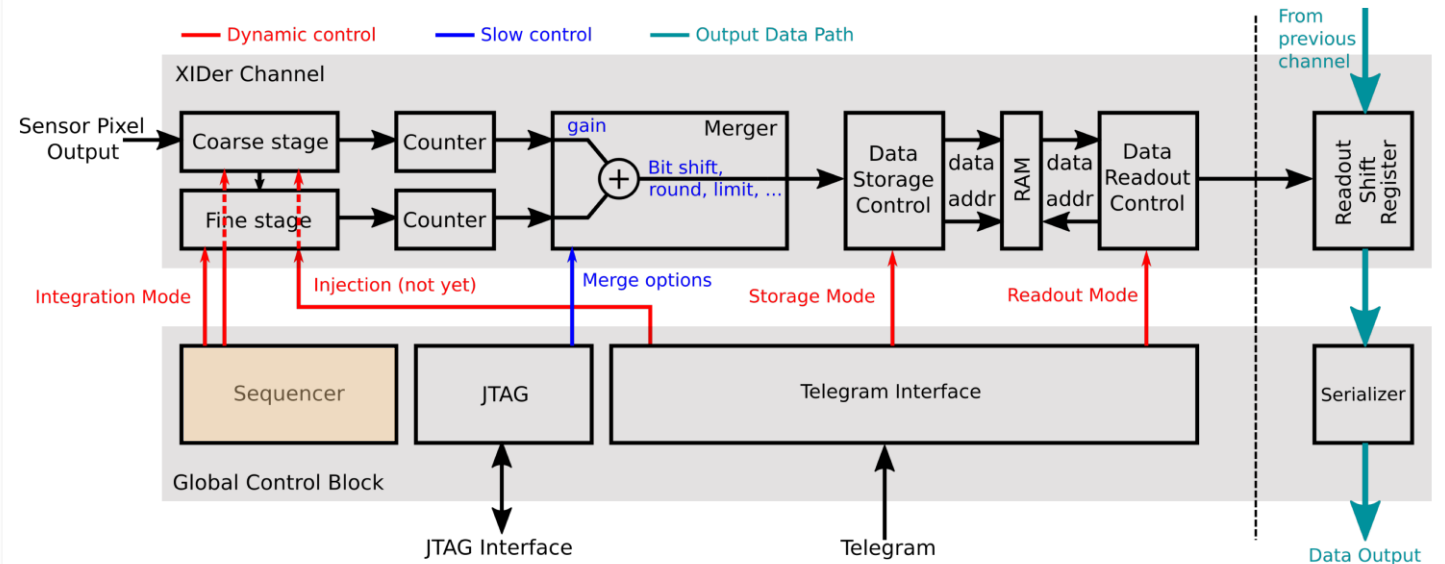 Dynamic control
Slow control
Output Data Path
From
previous
channel
XIDer Channel
Sensor Pixel
Output
Coarse stage
Fine stage
Counter
Counter
gain
Merger
Bit shift,
round, limit, ...
Data
Storage
Control
data
addr
RAM
data
addr
Data
Readout
Control
Readout
Shift
Register
Integration Mode
Injection (not yet)
Merge options
Storage Mode
Readout Mode
Sequencer
JTAG
Telegram Interface
Serializer
Global Control Block
JTAG Interface
Telegram
Data Output